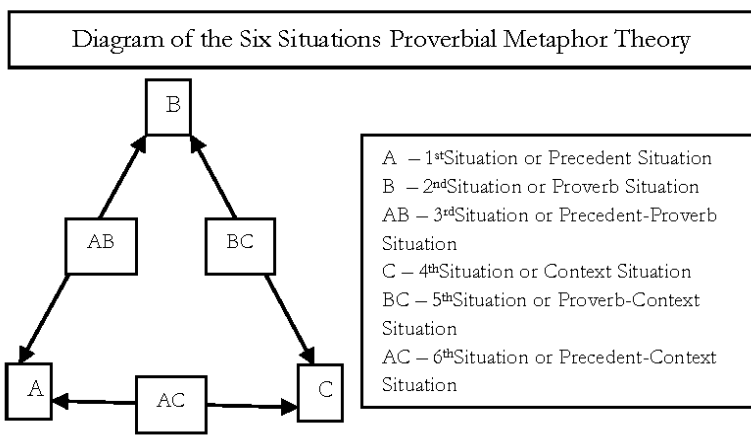 Diagram of the Six Situations Proverbial Metaphor Theory
B
AB
BC
A
AC
C
A – 1stSituation or Precedent Situation
B – 2ndSituation or Proverb Situation
AB – 3rdSituation or Precedent-Proverb
Situation
C – 4thSituation or Context Situation
BC – 5thSituation or Proverb-Context
Situation
AC – 6thSituation or Precedent-Context
Situation